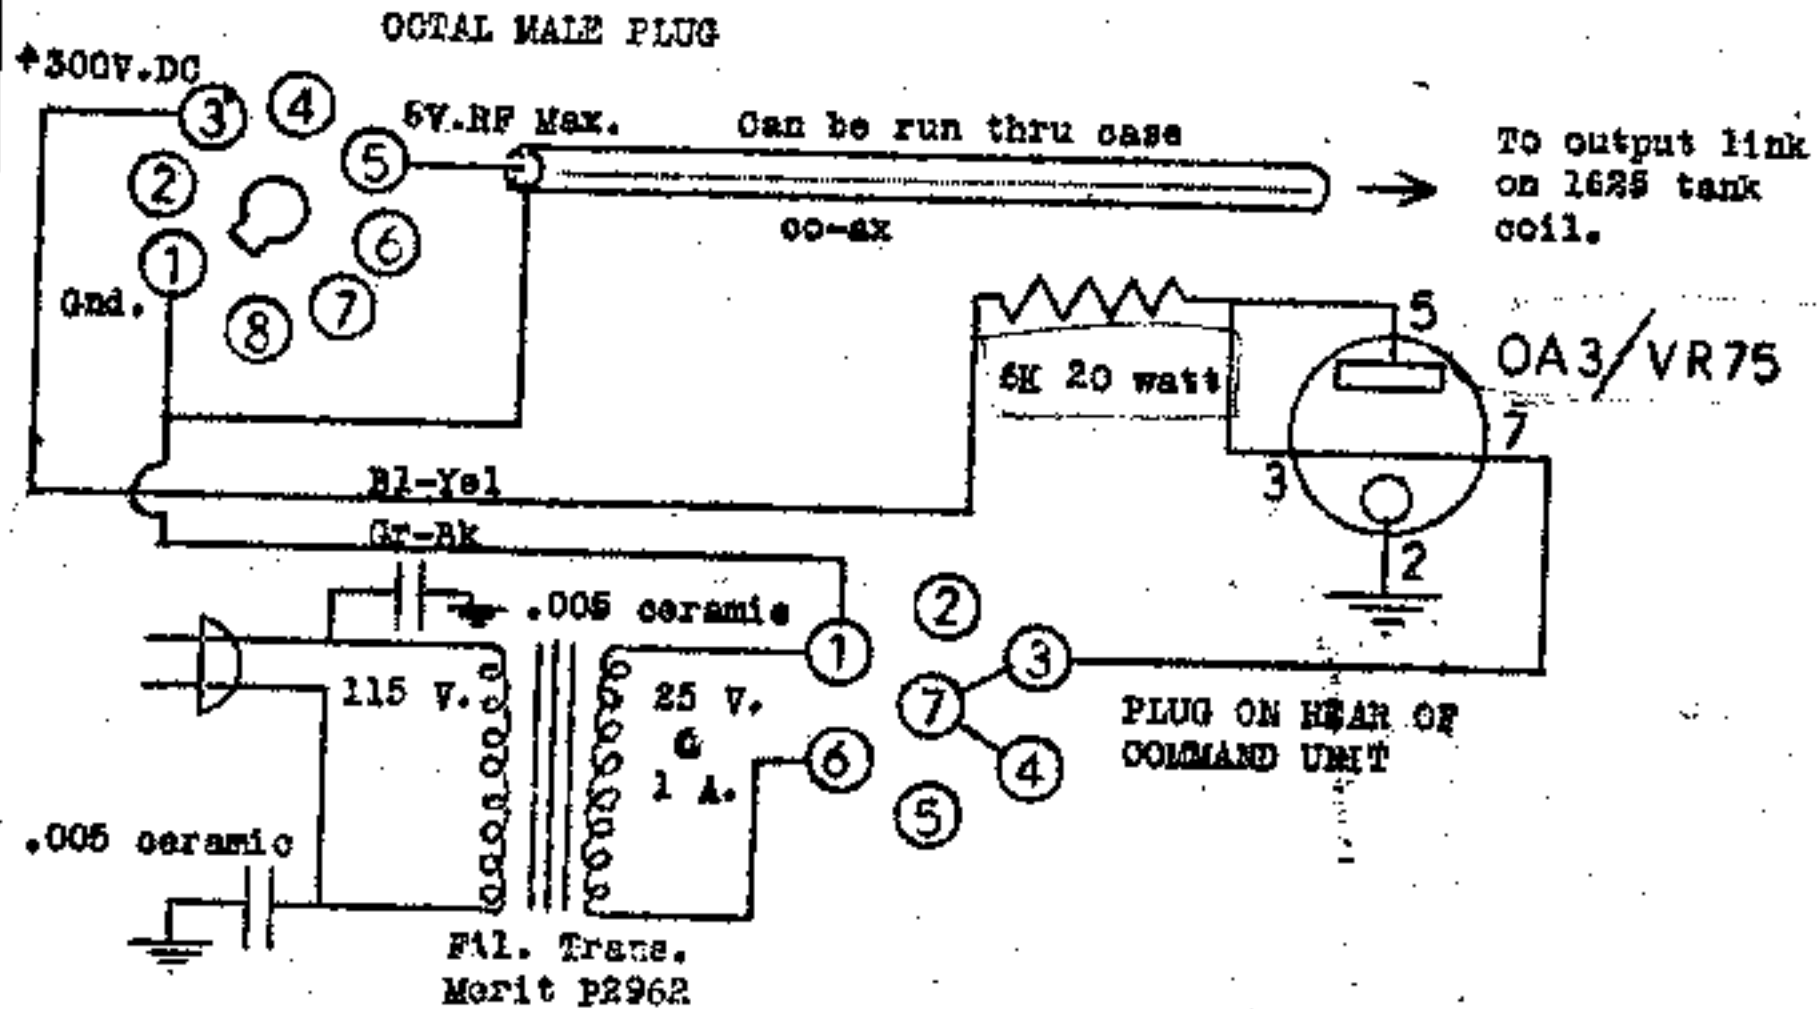 OCTAL MALE PLUG
+300V.DC
3
4
5
2
6
1
7
8
Gnd.
6V.RF Max.
Can be run thru case
co-ax
To output link
on 1625 tank
coil.
6K 20 watt
5
OA3/VR75
7
3
2
Bl-Yel
Gr-Bk
.005 ceramic
115 V.
25 V.
@
1 A.
1
2
3
7
6
4
5
PLUG ON REAR OF
COMMAND UNIT
.005 ceramic
Fil. Trans.
Merit P2962